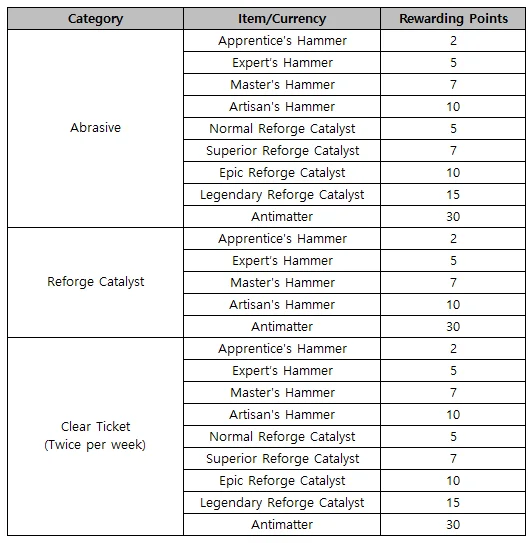 Category Item/Currency Rewarding Points
Abrasive
Apprentice's Hammer 2
Expert's Hammer 5
Master's Hammer 7
Artisan's Hammer 10
Normal Reforge Catalyst 5
Superior Reforge Catalyst 7
Epic Reforge Catalyst 10
Legendary Reforge Catalyst 15
Antimatter 30
Reforge Catalyst
Apprentice's Hammer 2
Expert's Hammer 5
Master's Hammer 7
Artisan's Hammer 10
Antimatter 30
Clear Ticket
(Twice per week)
Apprentice's Hammer 2
Expert's Hammer 5
Master's Hammer 7
Artisan's Hammer 10
Normal Reforge Catalyst 5
Superior Reforge Catalyst 7
Epic Reforge Catalyst 10
Legendary Reforge Catalyst 15
Antimatter 30